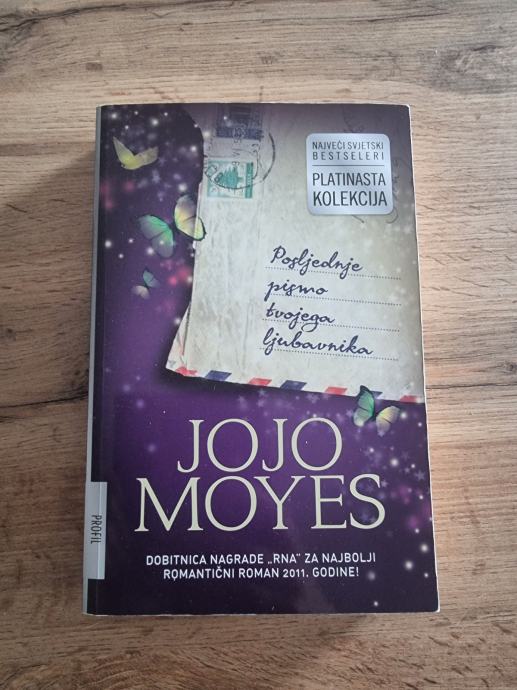 NAJVEĆI SVJETSKI
BESTSELERI
PLATINASTA
KOLEKCIJA
Posljednje
pismo
tvojega
ljubavnika
JOJO
MOYES
PROFIL
DOBITNICA NAGRADE „RNA” ZA NAJBOLJI
ROMANTIČNI ROMAN 2011. GODINE!